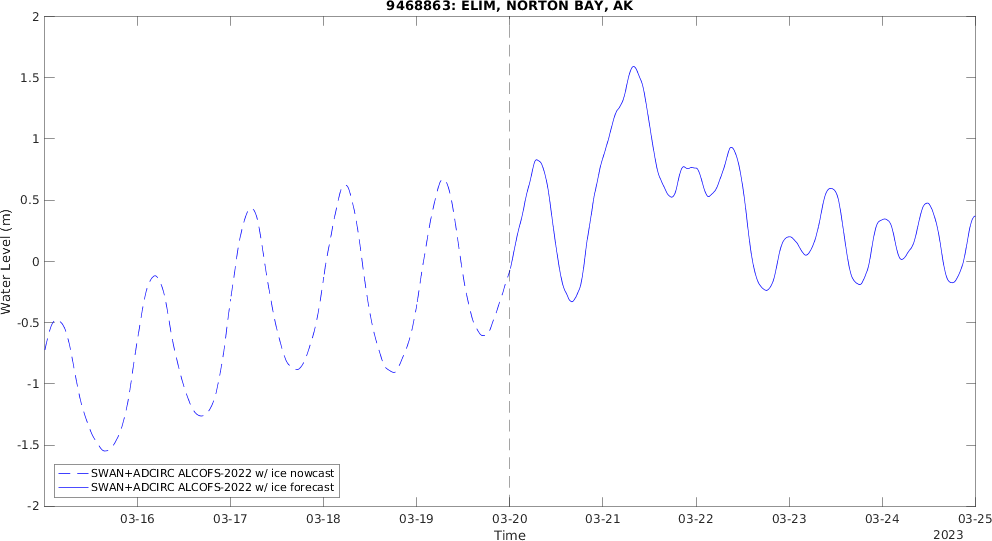 9468863: ELIM, NORTON BAY, AK
2
1.5
1
0.5
0
-0.5
-1
-1.5
-2
Water Level (m)
SWAN+ADCIRC ALCOFS-2022 w/ ice nowcast
SWAN+ADCIRC ALCOFS-2022 w/ ice forecast
03-16 03-17 03-18 03-19 03-20 03-21 03-22 03-23 03-24 03-25
Time
2023